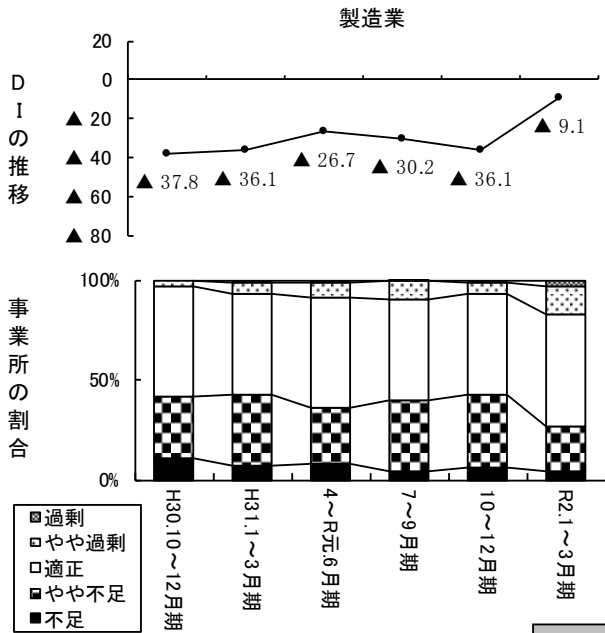 製造業
DIの推移
20
0
▲ 20
▲ 40
▲ 60
▲ 80
▲ 37.8
▲ 36.1
▲ 26.7
▲ 30.2
▲ 36.1
▲ 9.1
事業所の割合
100%
50%
0%
H30.10～12月期
H31.1～3月期
4～R元.6月期
7～9月期
10～12月期
R2.1～3月期
過剰
やや過剰
適正
やや不足
不足